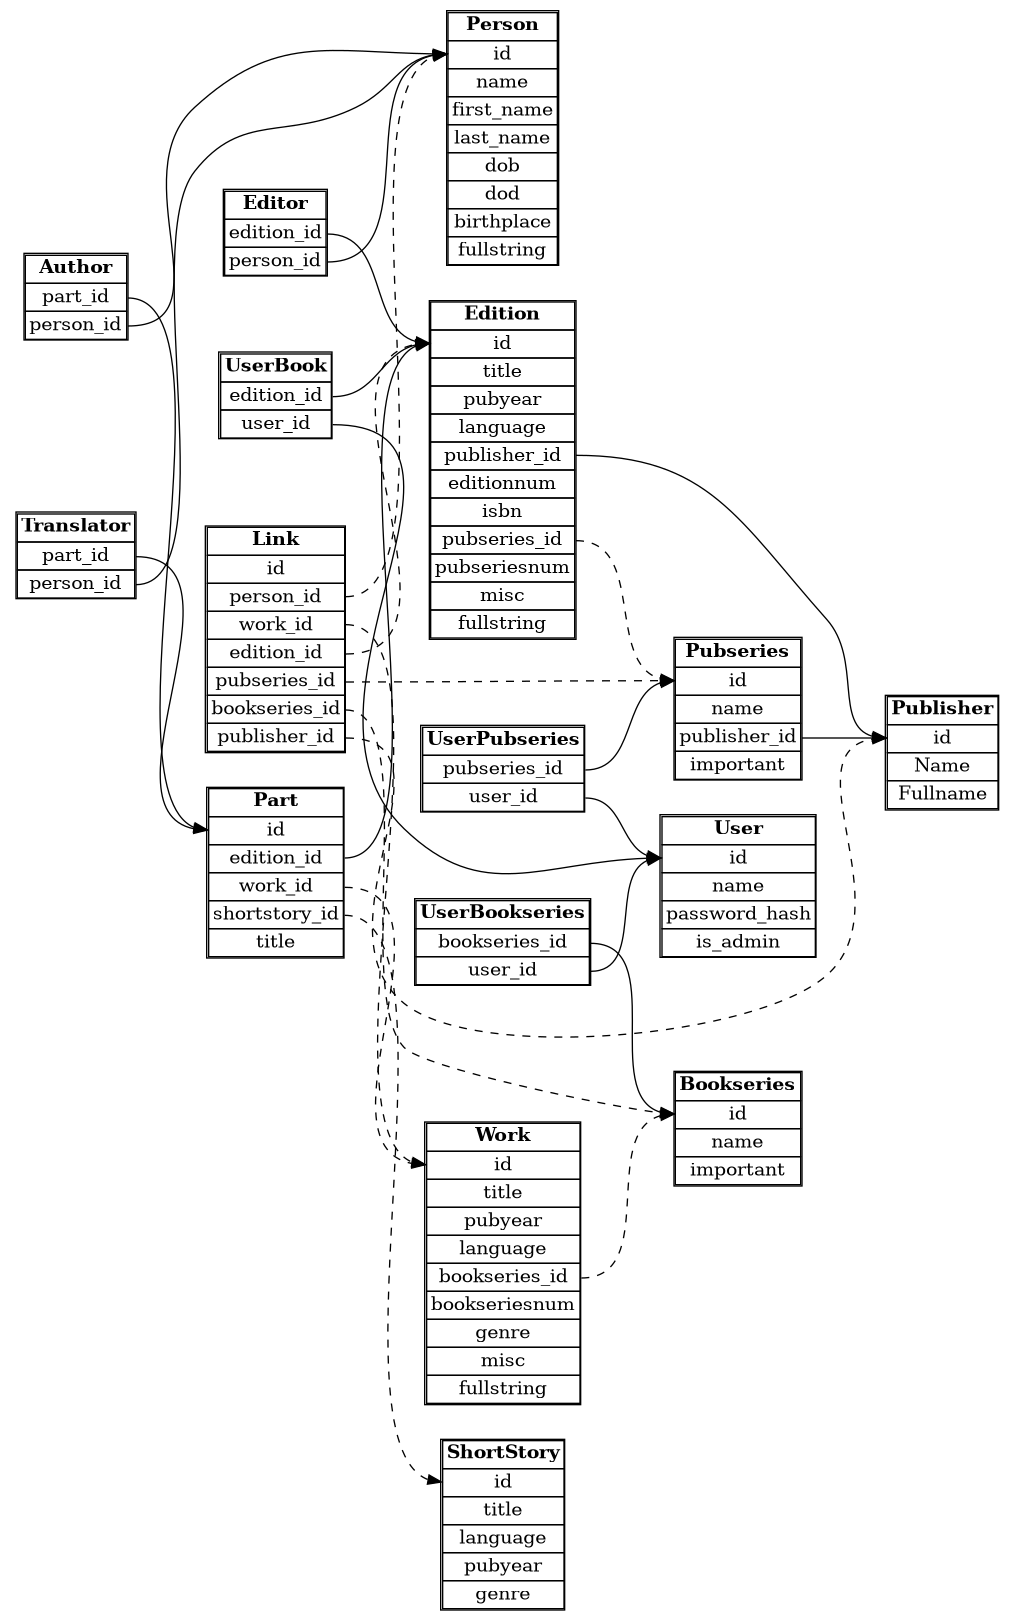 Person
id
name
first_name
last_name
dob
dod
birthplace
fullstring
Editor
edition_id
person_id
Author
part_id
person_id
Edition
id
title
pubyear
language
publisher_id
editionnum
isbn
pubseries_id
pubseriesnum
misc
fullstring
UserBook
edition_id
user_id
Translator
part_id
person_id
Link
id
person_id
work_id
edition_id
pubseries_id
bookseries_id
publisher_id
Pubseries
id
name
publisher_id
important
Publisher
id
Name
Fullname
UserPubseries
pubseries_id
user_id
Part
id
edition_id
work_id
shortstory_id
title
User
id
name
password_hash
is_admin
UserBookseries
bookseries_id
user_id
Bookseries
id
name
important
Work
id
title
pubyear
language
bookseries_id
bookseriesnum
genre
misc
fullstring
ShortStory
id
title
language
pubyear
genre